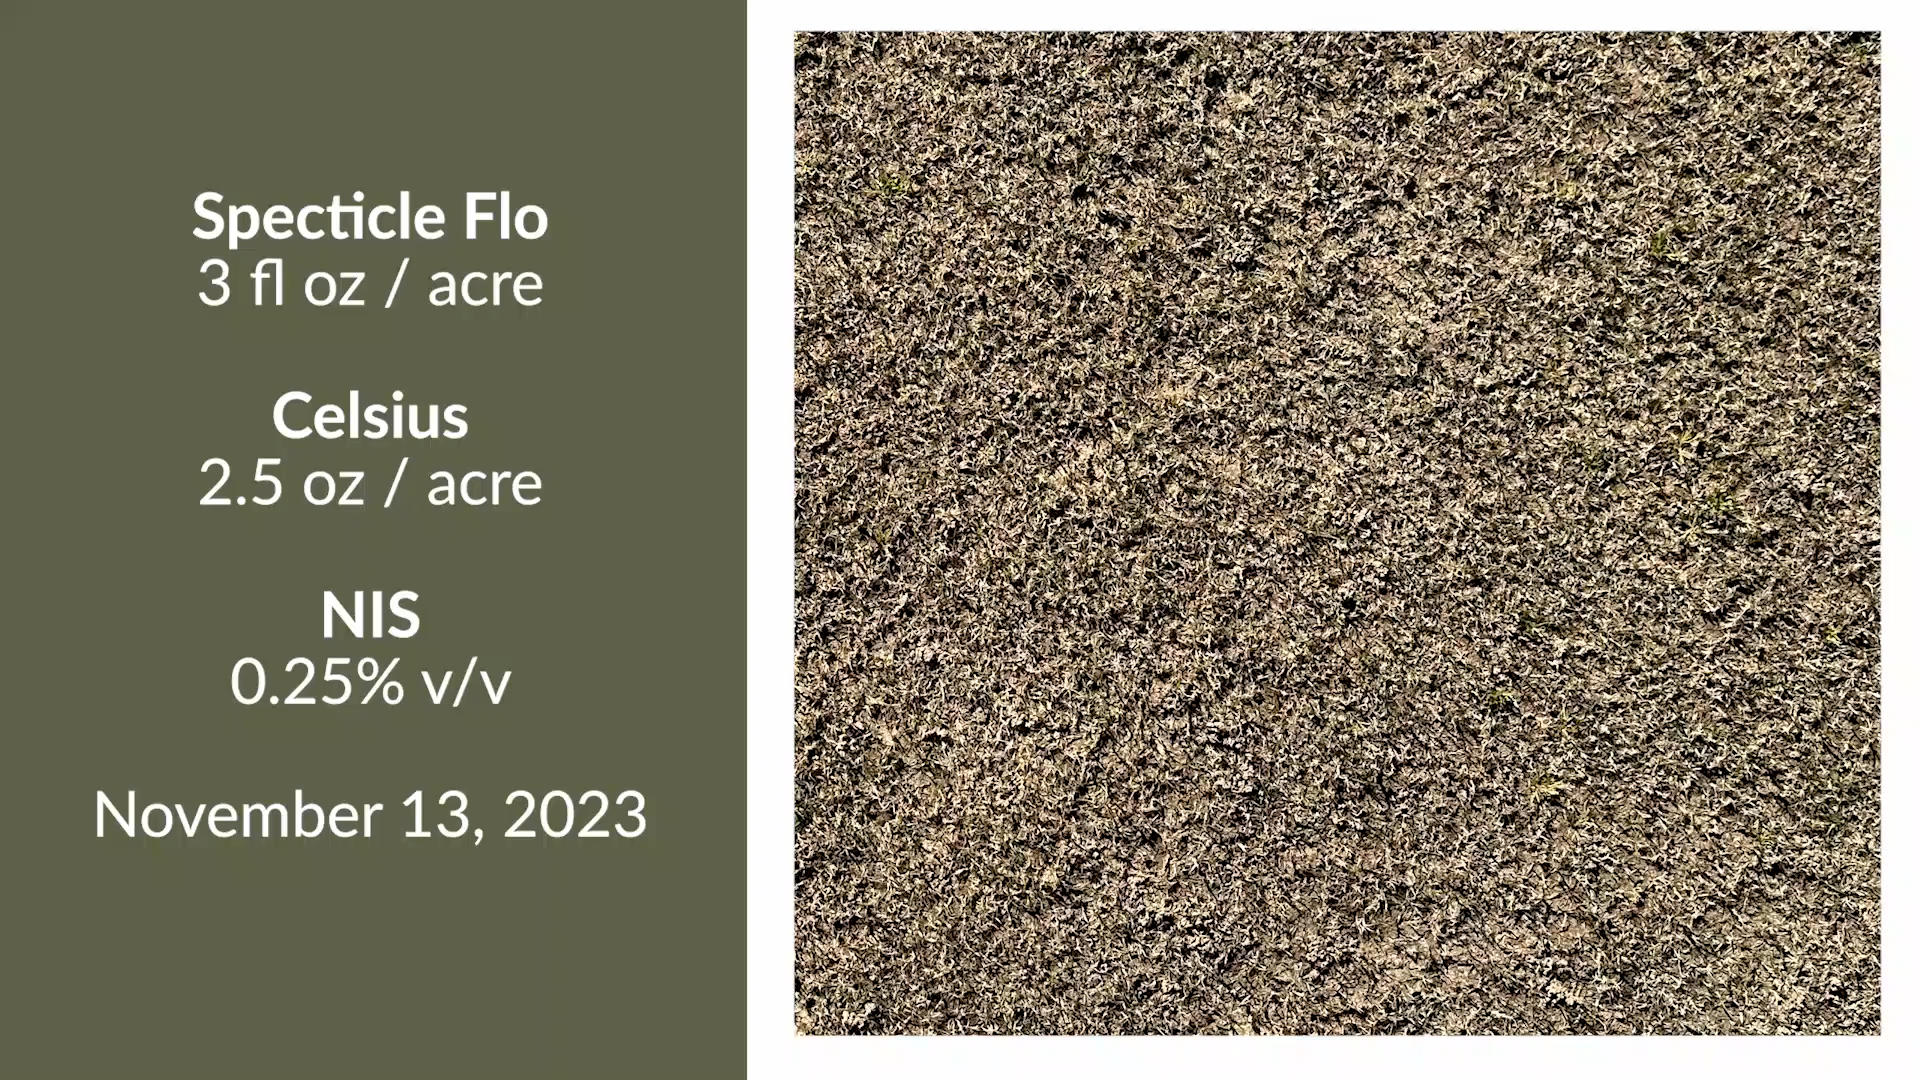 Specticle Flo
3 fl oz / acre
Celsius
2.5 oz / acre
NIS
0.25% v/v
November 13, 2023